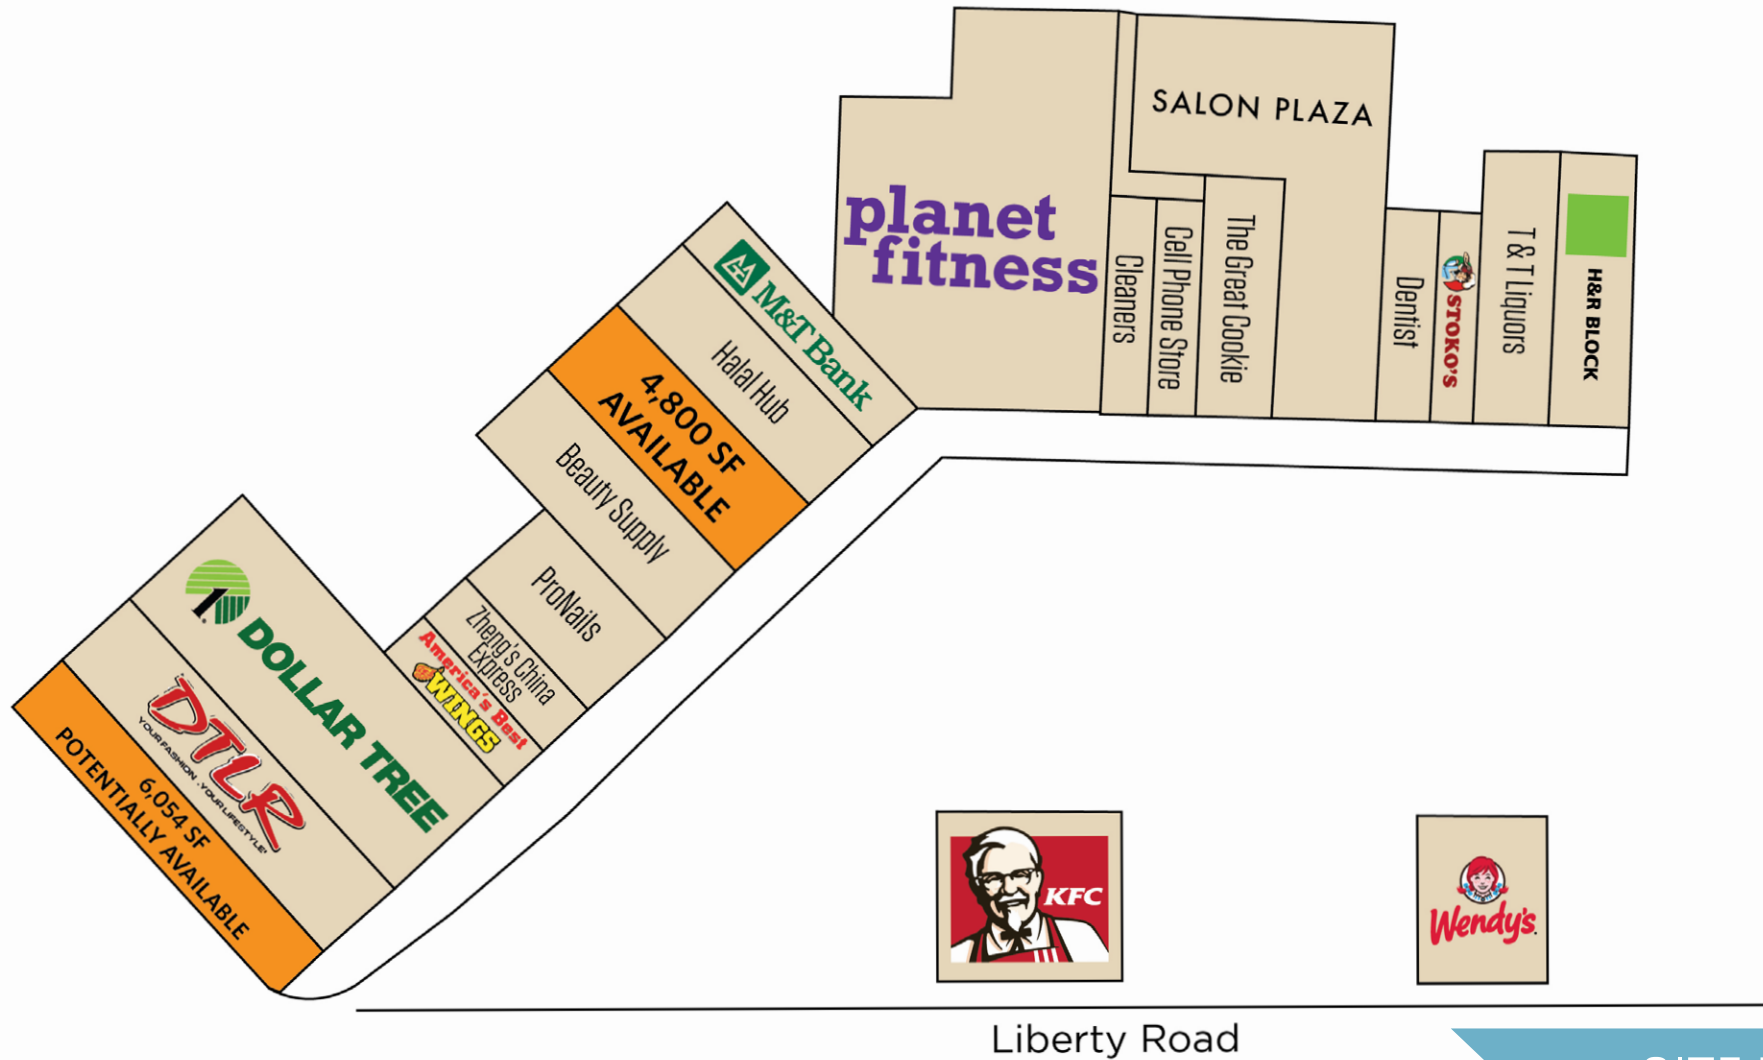 SALON PLAZA
planet
fitness
Cleaners
Cell Phone Store
The Great Cookie
Dentist
STOKO'S
T & T Liquors
H&R BLOCK
M&T Bank
Halal Hub
4,800 SF
AVAILABLE
Beauty Supply
ProNails
Zheng's China
Express
America's Best
WINGS
1
DOLLAR TREE
DTLR
YOUR FASHION . YOUR LIFESTYLE
6,054 SF
POTENTIALLY AVAILABLE
KFC
Wendy's
Liberty Road